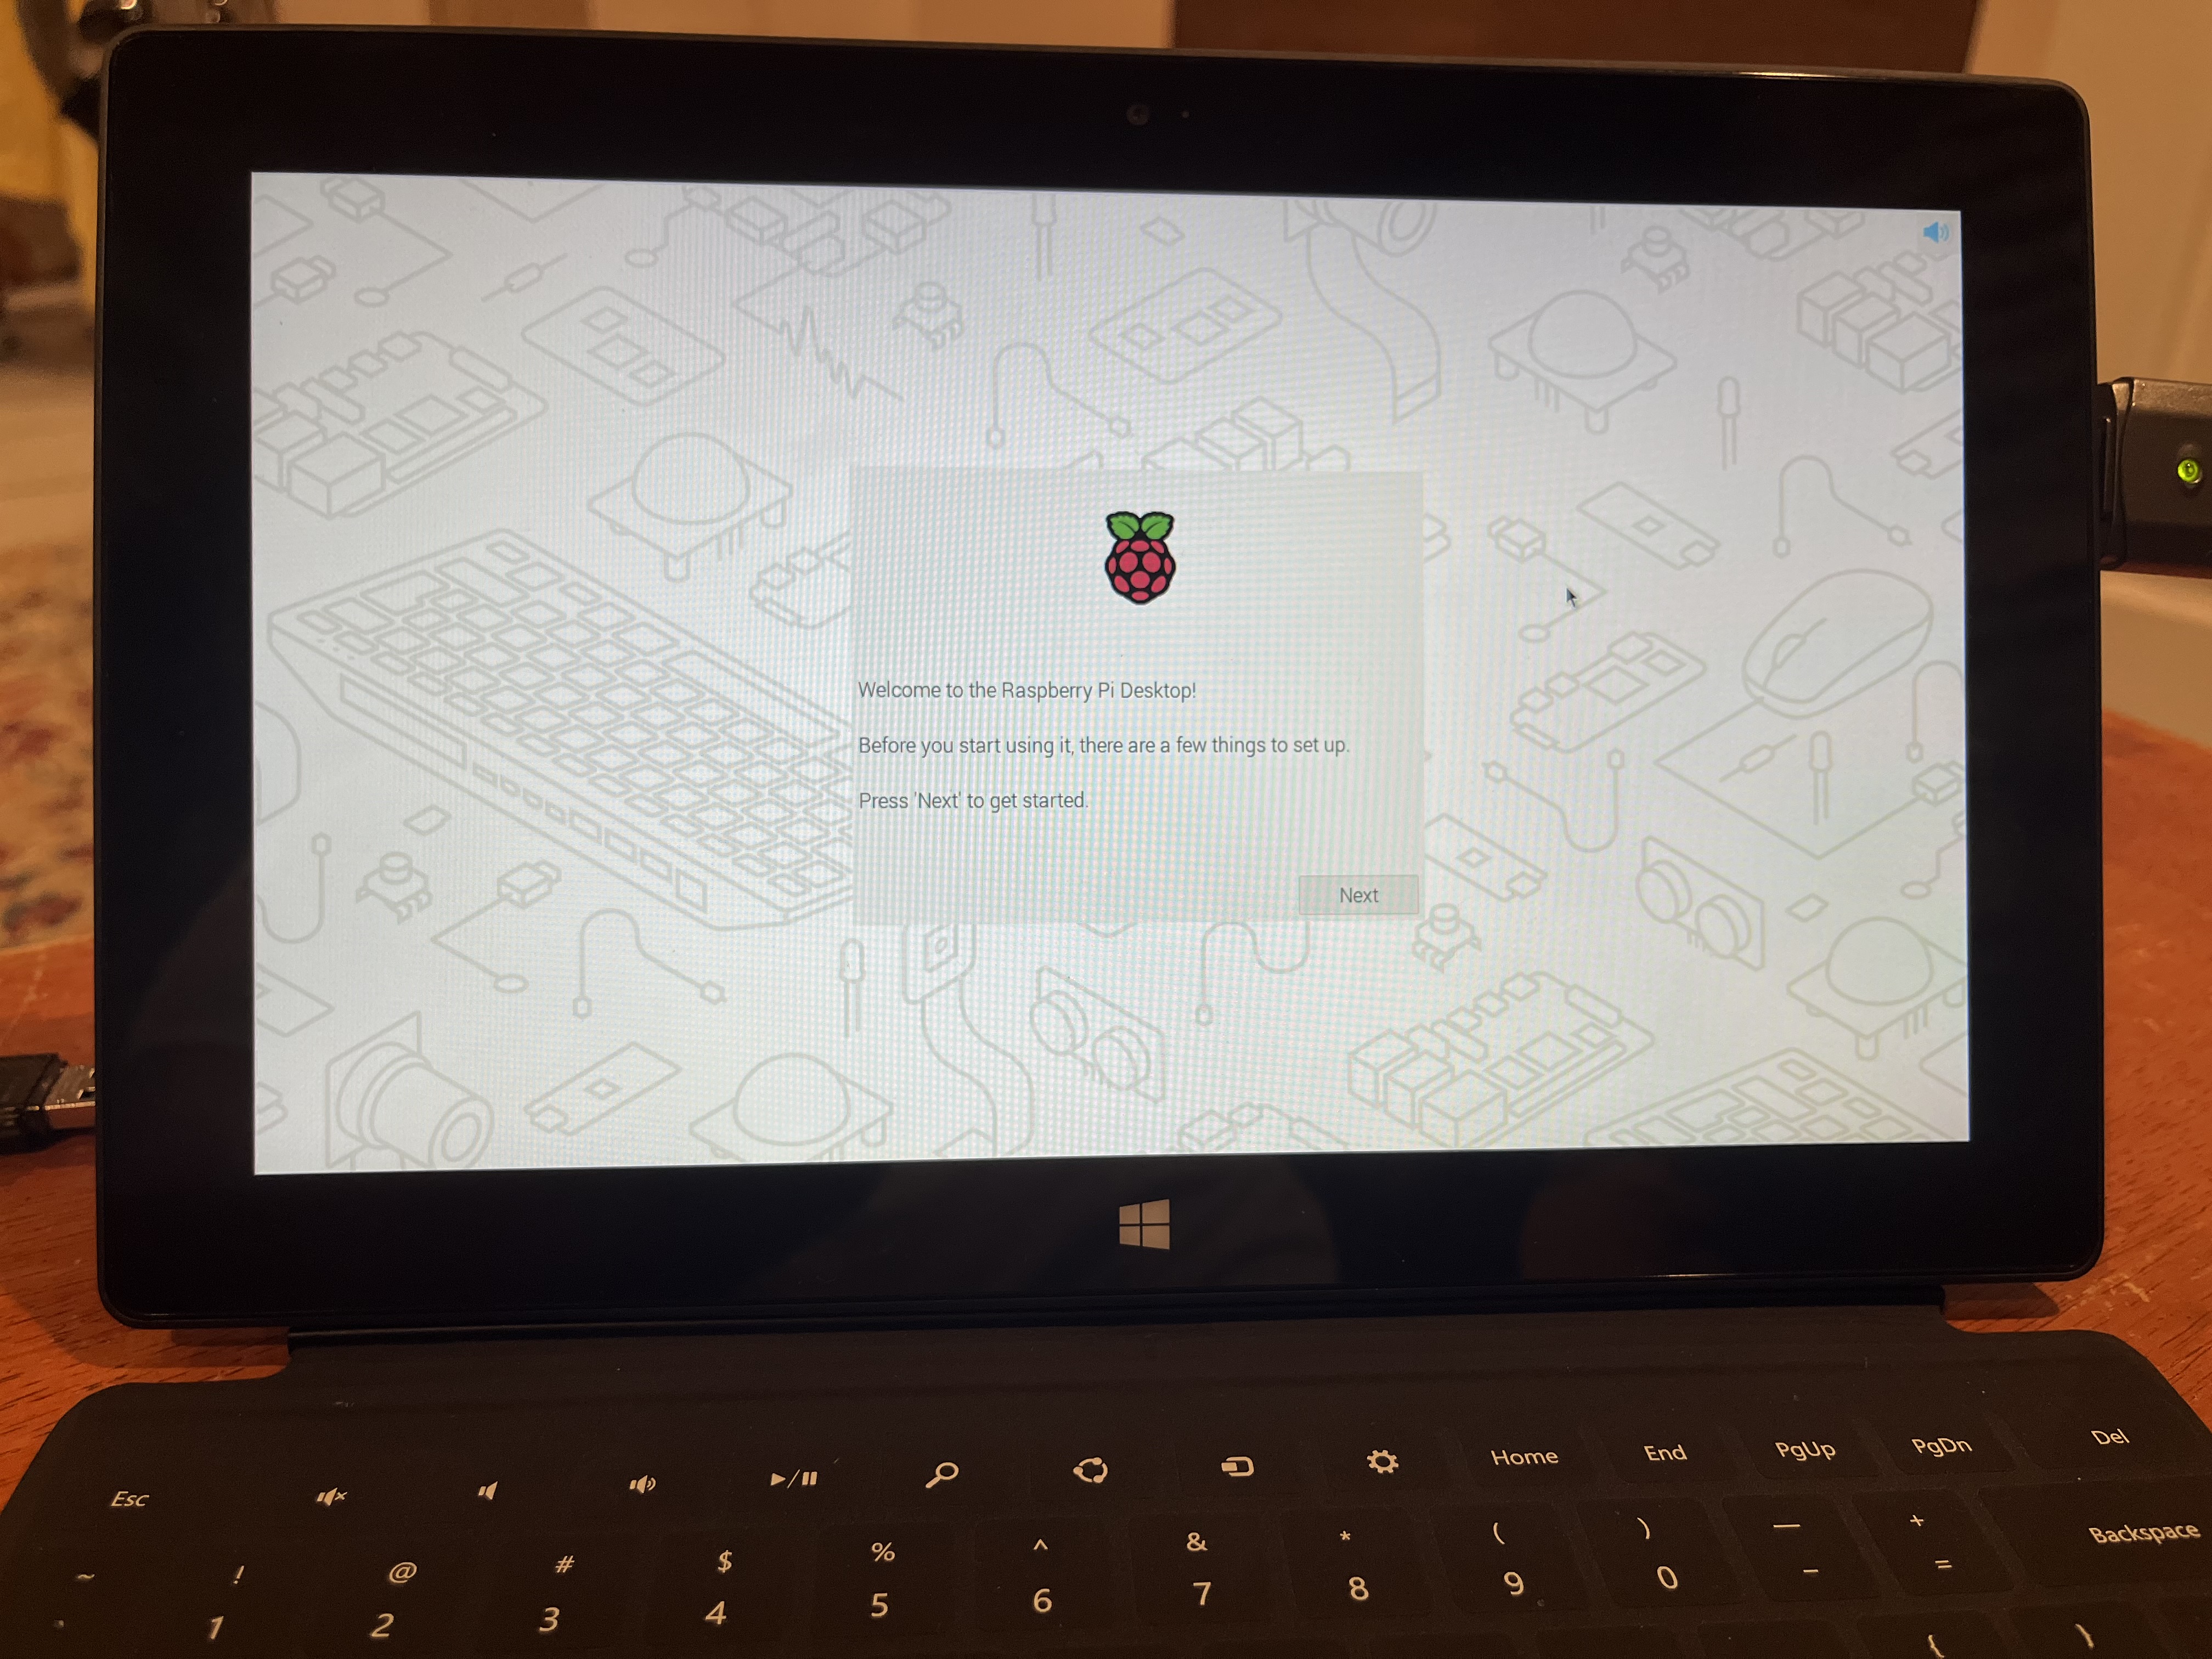 Welcome to the Raspberry Pi Desktop!
Before you start using it, there are a few things to set up.
Press 'Next' to get started.
Next
Esc
Home
End
PgUp
PgDn
Del
~ ! @ # $ % ^ & * ( ) — +
` 1 2 3 4 5 6 7 8 9 0 - = Backspace
{ }